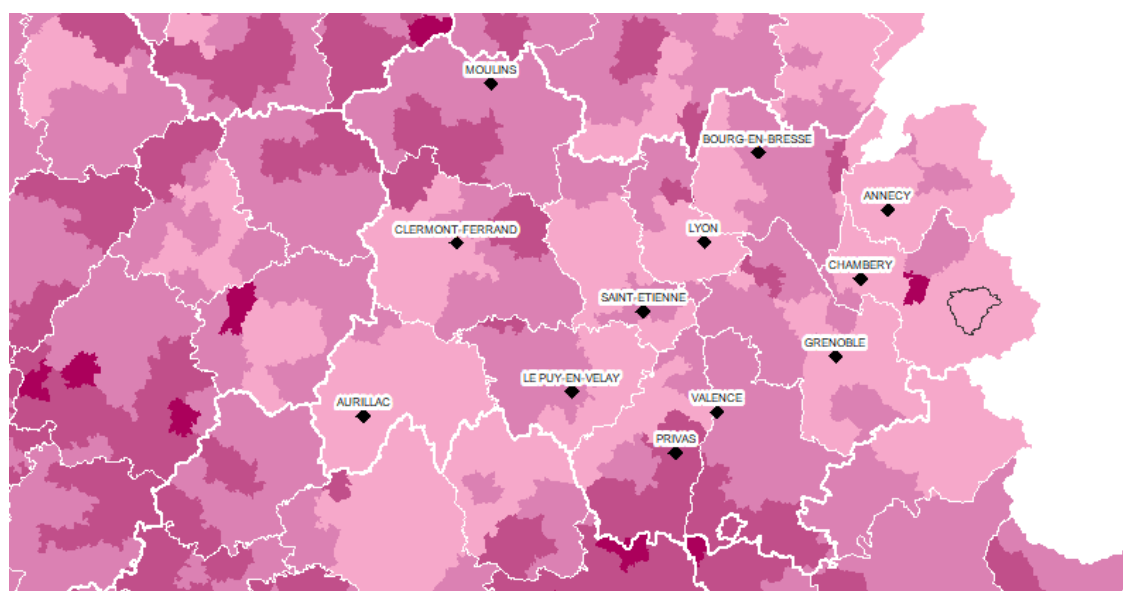 MOULINS
BOURG-EN-BRESSE
ANNECY
CLERMONT-FERRAND
LYON
CHAMBERY
SAINT-ETIENNE
GRENOBLE
LE PUY-EN-VELAY
AURILLAC
VALENCE
PRIVAS